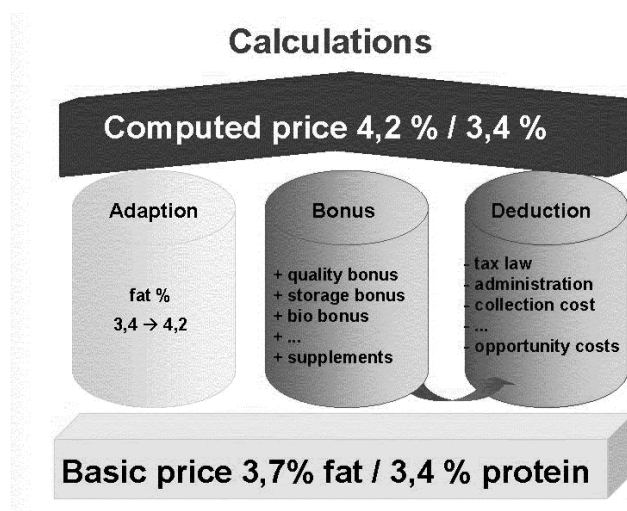 Calculations
Computed price 4,2 % / 3,4 %
Adaption
fat %
3,4 → 4,2
Bonus
+ quality bonus
+ storage bonus
+ bio bonus
+ ...
+ supplements
Deduction
- tax law
- administration
- collection cost
- ...
- opportunity costs
Basic price 3,7% fat / 3,4 % protein